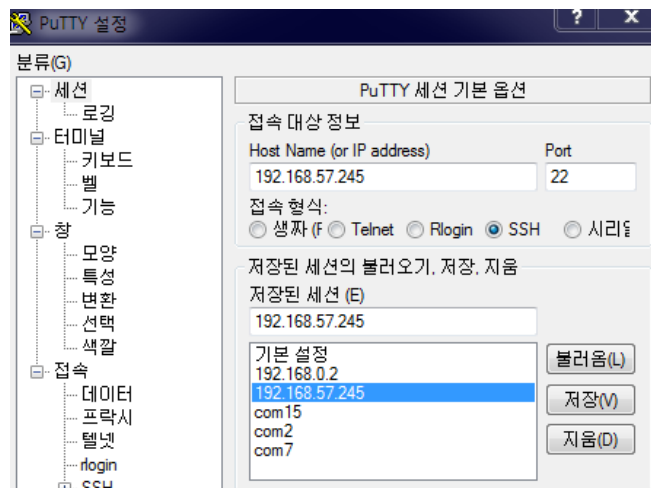 PuTTY 설정
? x
분류(G)
세션
로깅
터미널
키보드
벨
기능
창
모양
특성
변환
선택
색깔
접속
데이터
프락시
텔넷
rlogin
SSH
PuTTY 세션 기본 옵션
접속 대상 정보
Host Name (or IP address) Port
192.168.57.245 22
접속 형식:
생짜 (F Telnet Rlogin SSH
저장된 세션의 불러오기, 저장, 지움
저장된 세션 (E)
192.168.57.245
기본 설정
192.168.0.2
192.168.57.245
com15
com2
com7
불러옴(L)
저장(V)
지움(D)